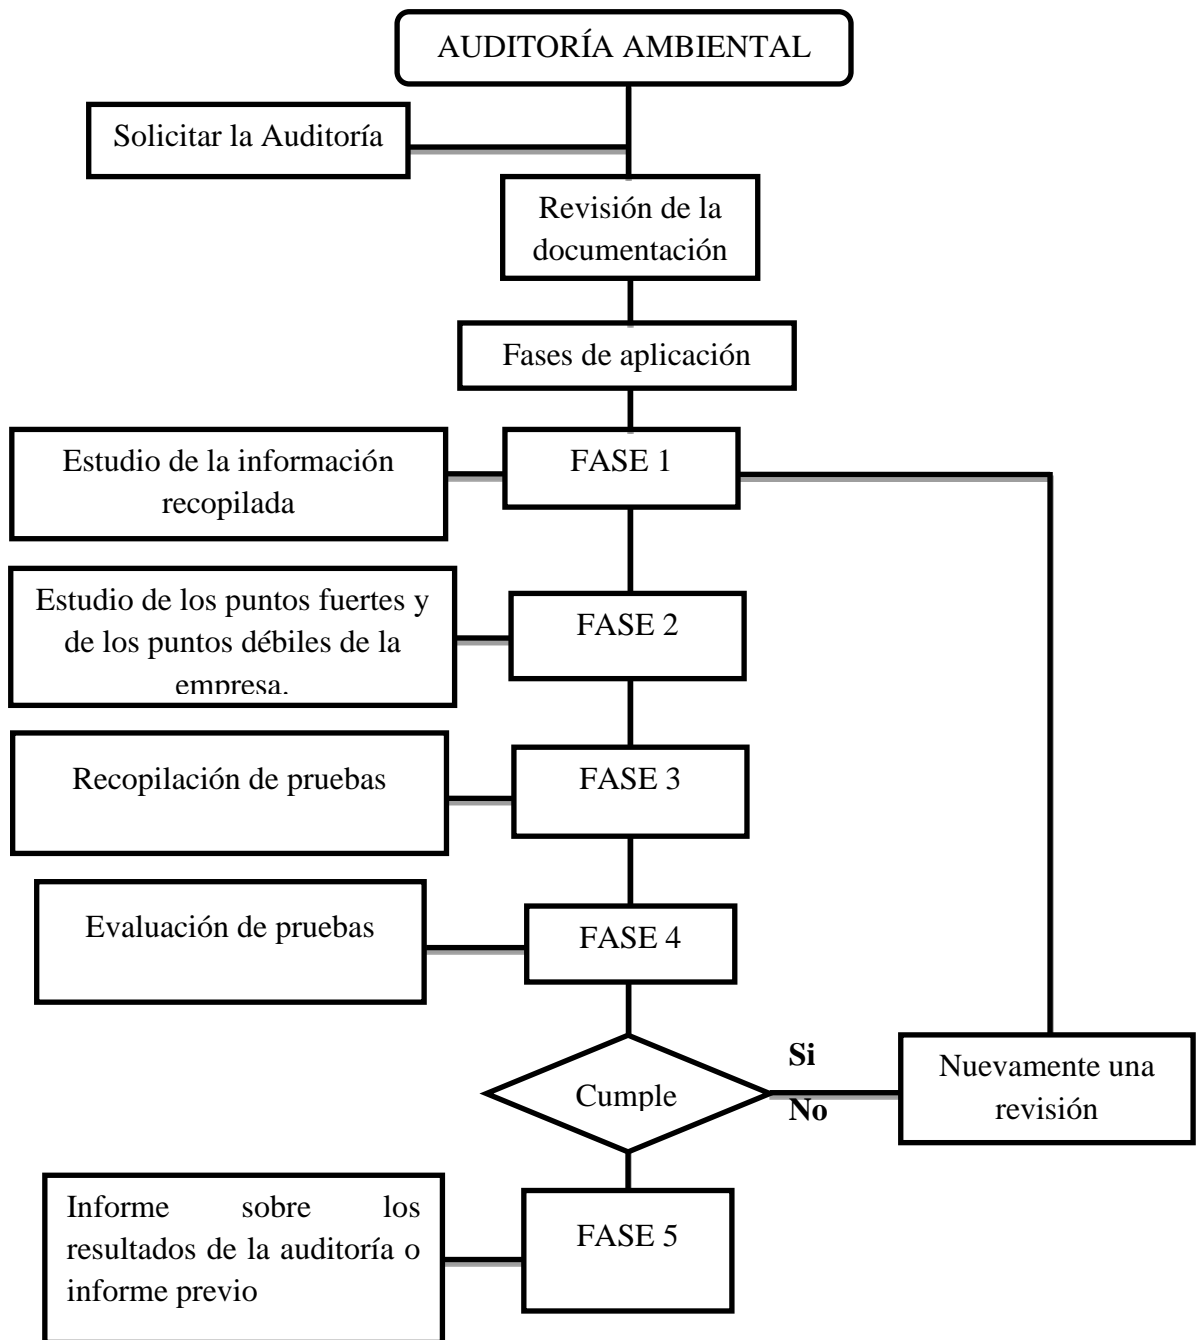 AUDITORÍA AMBIENTAL
Solicitar la Auditoría
Revisión de la
documentación
Fases de aplicación
Estudio de la información
recopilada
FASE 1
Estudio de los puntos fuertes y
de los puntos débiles de la
empresa.
FASE 2
Recopilación de pruebas
FASE 3
Evaluación de pruebas
FASE 4
Cumple
Si
No
Nuevamente una
revisión
Informe sobre los
resultados de la auditoría o
informe previo
FASE 5